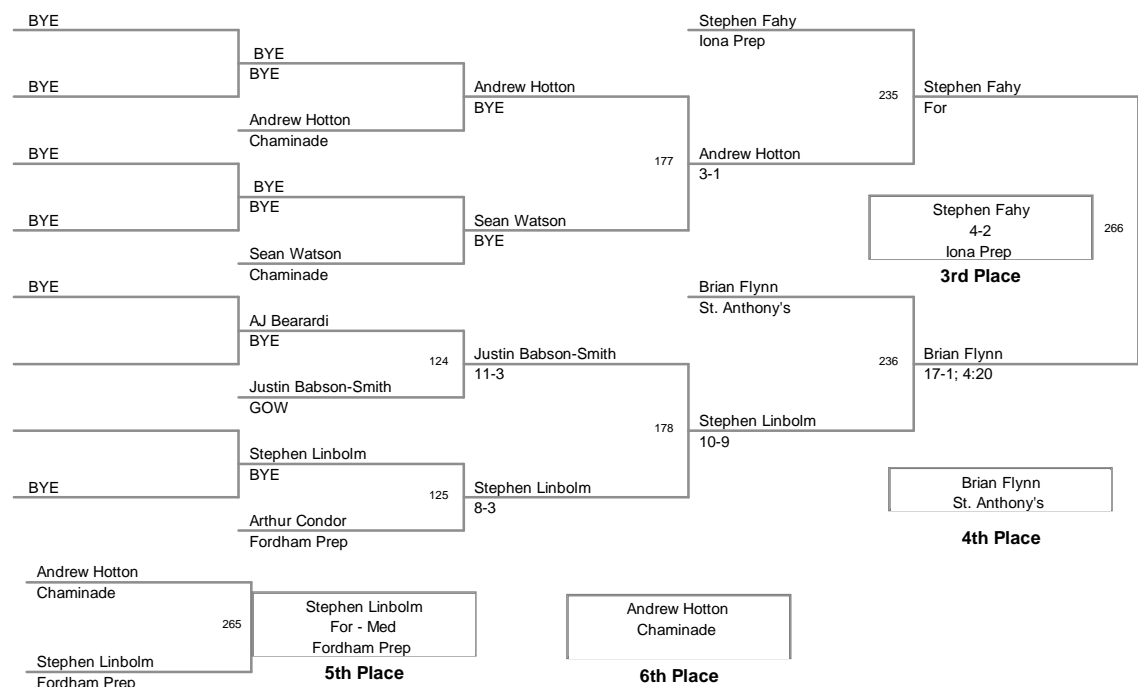 BYE
BYE
BYE
BYE
Andrew Hotton
Chaminade
Andrew Hotton
BYE
Stephen Fahy
Iona Prep
235
Stephen Fahy
For
177
Andrew Hotton
3-1
BYE
BYE
BYE
BYE
Sean Watson
Chaminade
Sean Watson
BYE
Stephen Fahy
4-2
Iona Prep
266
3rd Place
BYE
AJ Bearardi
BYE
124
Justin Babson-Smith
GOW
Justin Babson-Smith
11-3
Brian Flynn
St. Anthony's
236
Brian Flynn
17-1; 4:20
178
Stephen Linbolm
10-9
Stephen Linbolm
BYE
BYE
125
Arthur Condor
Fordham Prep
Stephen Linbolm
8-3
Brian Flynn
St. Anthony's
4th Place
Andrew Hotton
Chaminade
265
Stephen Linbolm
Fordham Prep
Stephen Linbolm
For - Med
Fordham Prep
5th Place
Andrew Hotton
Chaminade
6th Place